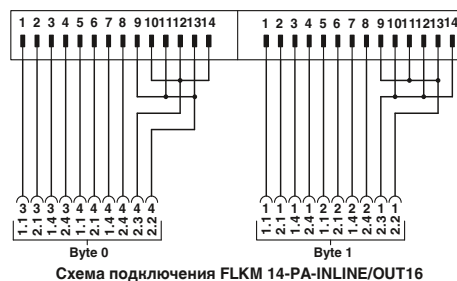 1 2 3 4 5 6 7 8 9 10 11 12 13 14
1 2 3 4 5 6 7 8 9 10 11 12 13 14
3 3 3 3 4 4 4 4 4 4
1.1 2.1 1.4 2.4 1.1 2.1 1.4 2.4 2.3 2.2
Byte 0
1 1 1 1 2 2 2 2 1 1
1.1 2.1 1.4 2.4 1.1 2.1 1.4 2.4 2.3 2.2
Byte 1
Схема подключения FLKM 14-PA-INLINE/OUT16